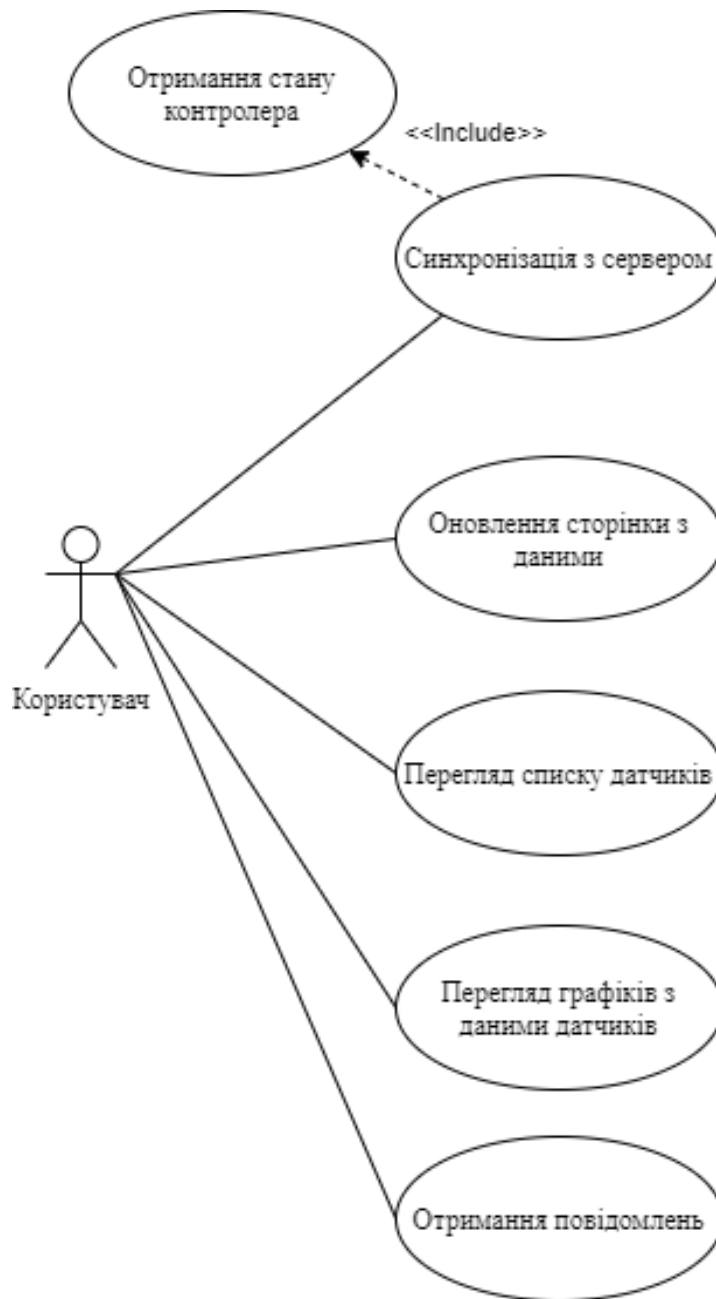 Отримання стану
контролера
<<Include>>
Синхронізація з сервером
Оновлення сторінки з
даними
Користувач
Перегляд списку датчиків
Перегляд графіків з
даними датчиків
Отримання повідомлень